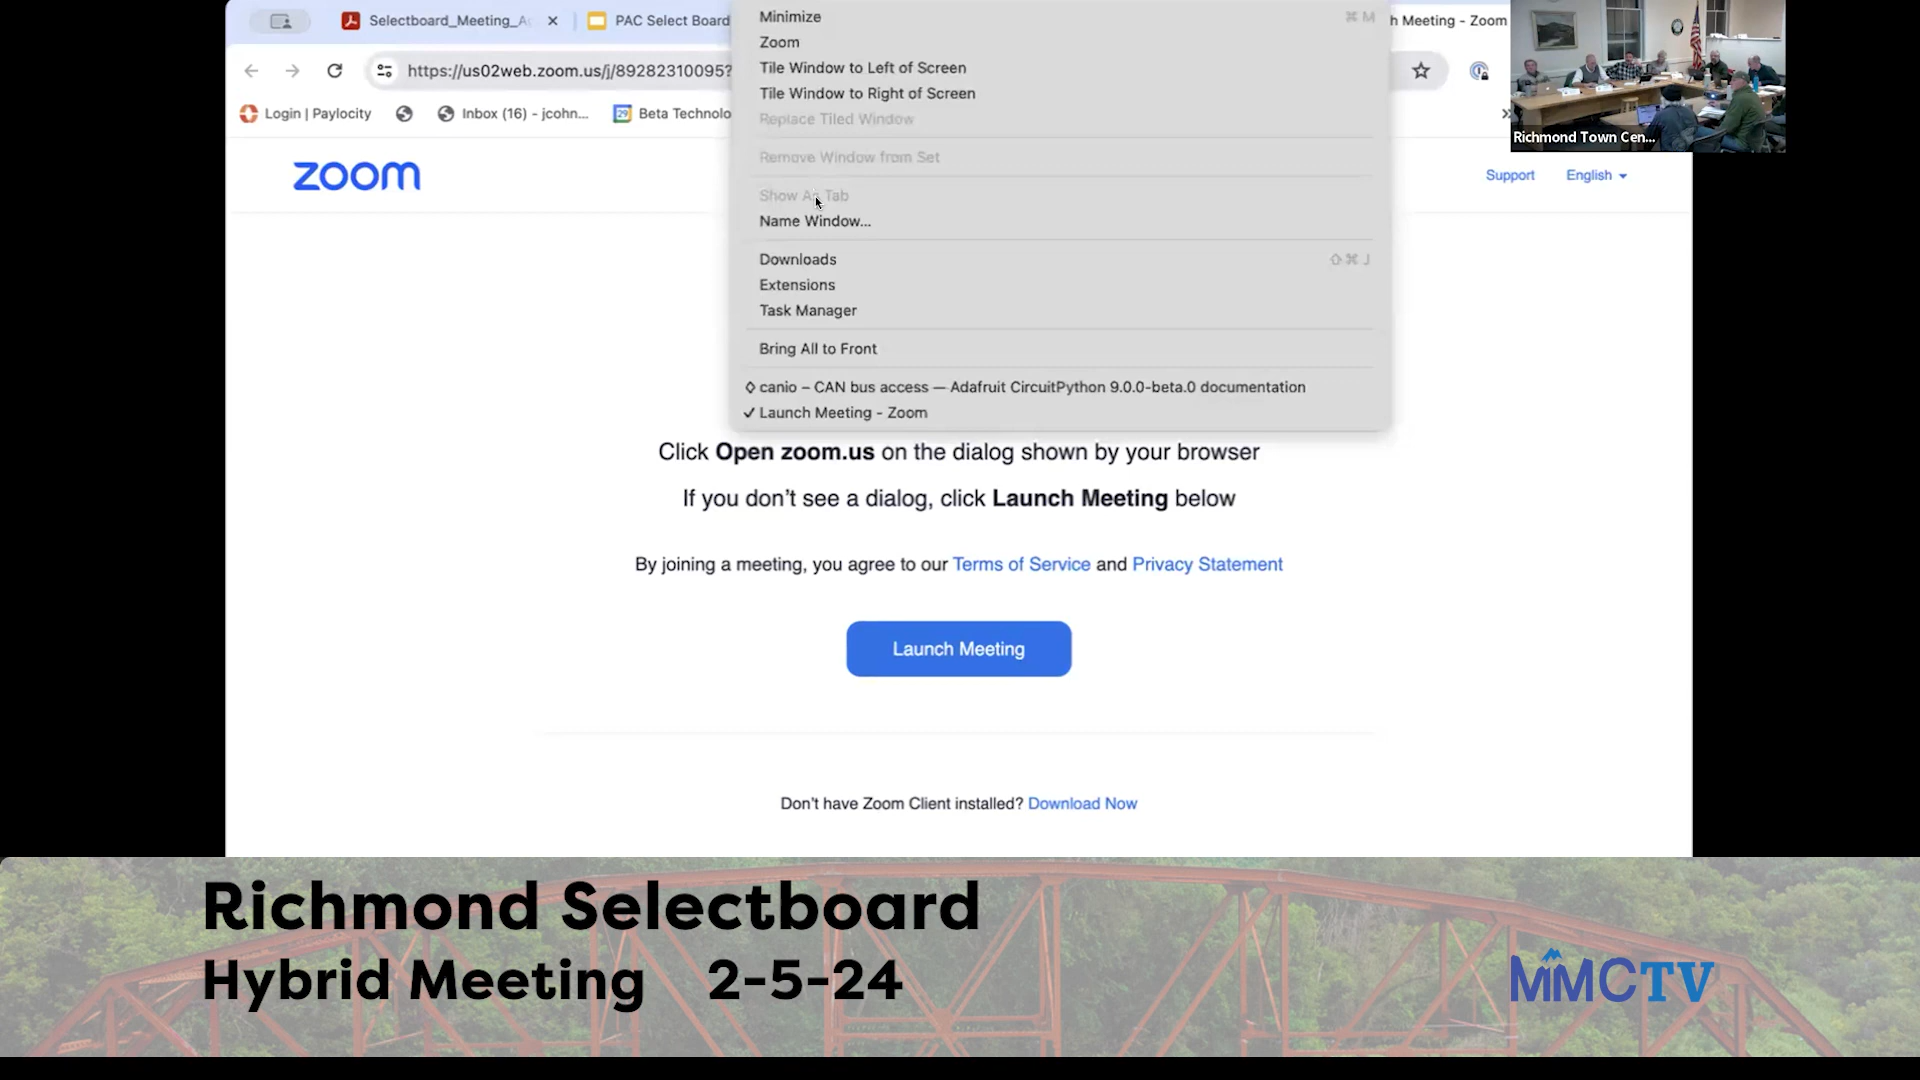 Selectboard_Meeting_A
PAC Select Board
h Meeting - Zoom
https://us02web.zoom.us/j/89282310095?
Login | Paylocity
Inbox (16) - jcohn...
29
Beta Technolo
»
zoom
Support
English
Minimize ⌘ M
Zoom
Tile Window to Left of Screen
Tile Window to Right of Screen
Replace Tiled Window
Remove Window from Set
Show As Tab
Name Window...
Downloads ⇧ ⌘ J
Extensions
Task Manager
Bring All to Front
◊ canio – CAN bus access — Adafruit CircuitPython 9.0.0-beta.0 documentation
✓ Launch Meeting - Zoom
Richmond Town Cen...
Click Open zoom.us on the dialog shown by your browser
If you don’t see a dialog, click Launch Meeting below
By joining a meeting, you agree to our Terms of Service and Privacy Statement
Launch Meeting
Don’t have Zoom Client installed? Download Now
Richmond Selectboard
Hybrid Meeting 2-5-24
MMCTV